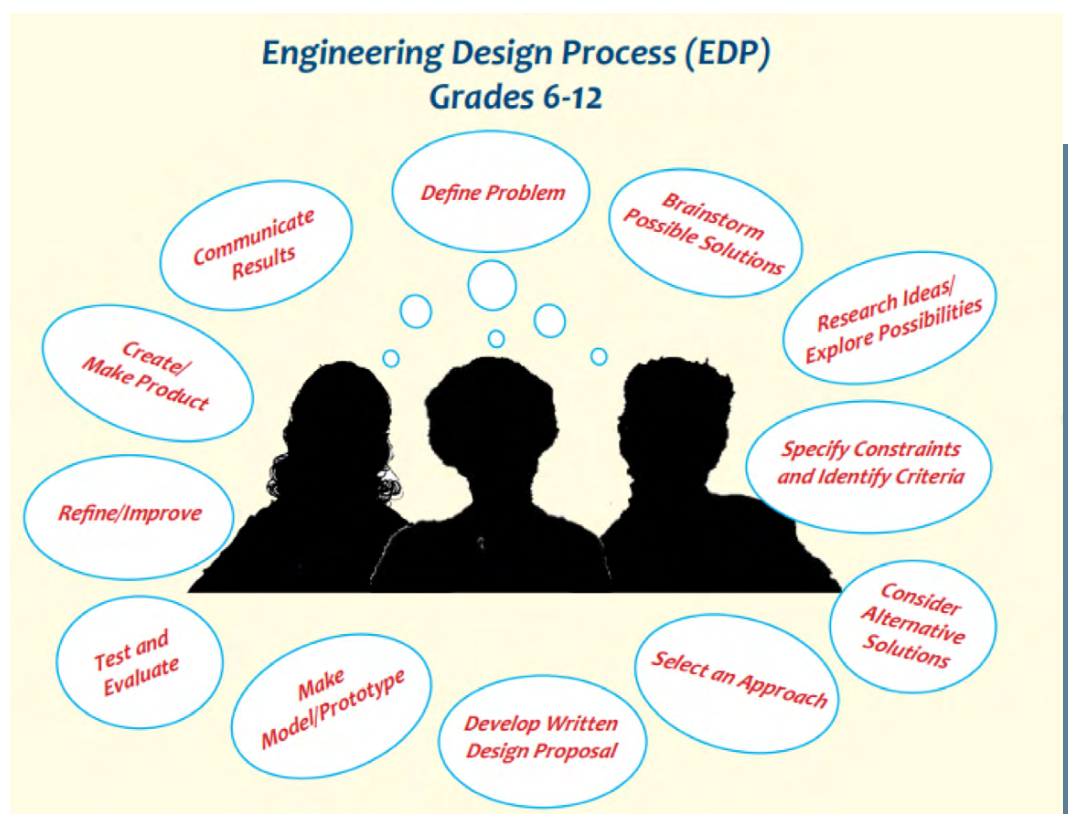 Engineering Design Process (EDP)
Grades 6-12
Define Problem
Brainstorm
Possible Solutions
Research Ideas/
Explore Possibilities
Specify Constraints
and Identify Criteria
Consider
Alternative
Solutions
Select an Approach
Develop Written
Design Proposal
Make
Model/Prototype
Test and
Evaluate
Refine/Improve
Create/
Make Product
Communicate
Results